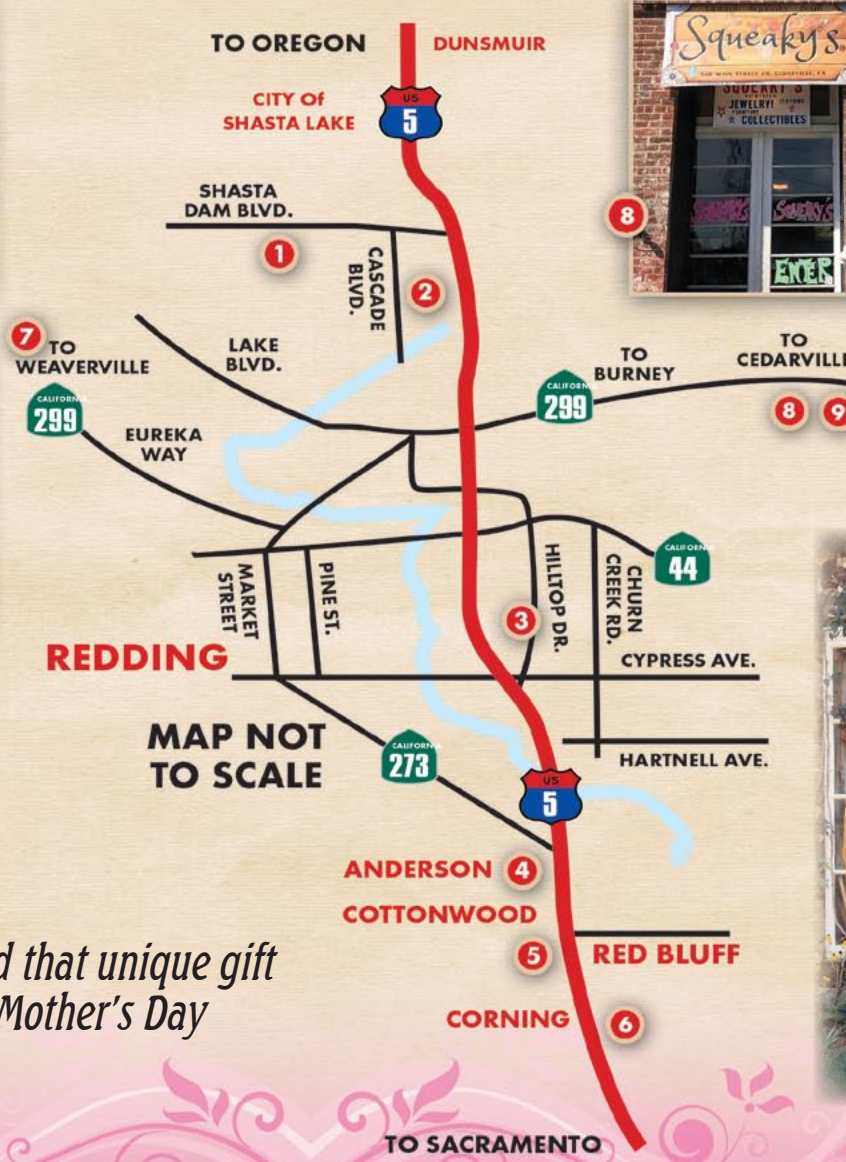 TO OREGON
DUNSMUIR
CITY Of
SHASTA LAKE
US
5
SHASTA
DAM BLVD.
1
CASCADE
BLVD.
2
7
TO
WEAVERVILLE
CALIFORNIA
299
LAKE
BLVD.
EUREKA
WAY
CALIFORNIA
299
TO
BURNEY
TO
CEDARVILLE
8
9
8
Squeaky's
SQUEAKY'S
JEWELRY!
COLLECTIBLES
SQUEAKY'S
SQUEAKY'S
ENTER
MARKET
STREET
PINE ST.
HILLTOP DR.
CHURN
CREEK RD.
CALIFORNIA
44
3
REDDING
CYPRESS AVE.
MAP NOT
TO SCALE
CALIFORNIA
273
HARTNELL AVE.
US
5
ANDERSON
4
COTTONWOOD
5
RED BLUFF
CORNING
6
d that unique gift
Mother's Day
TO SACRAMENTO